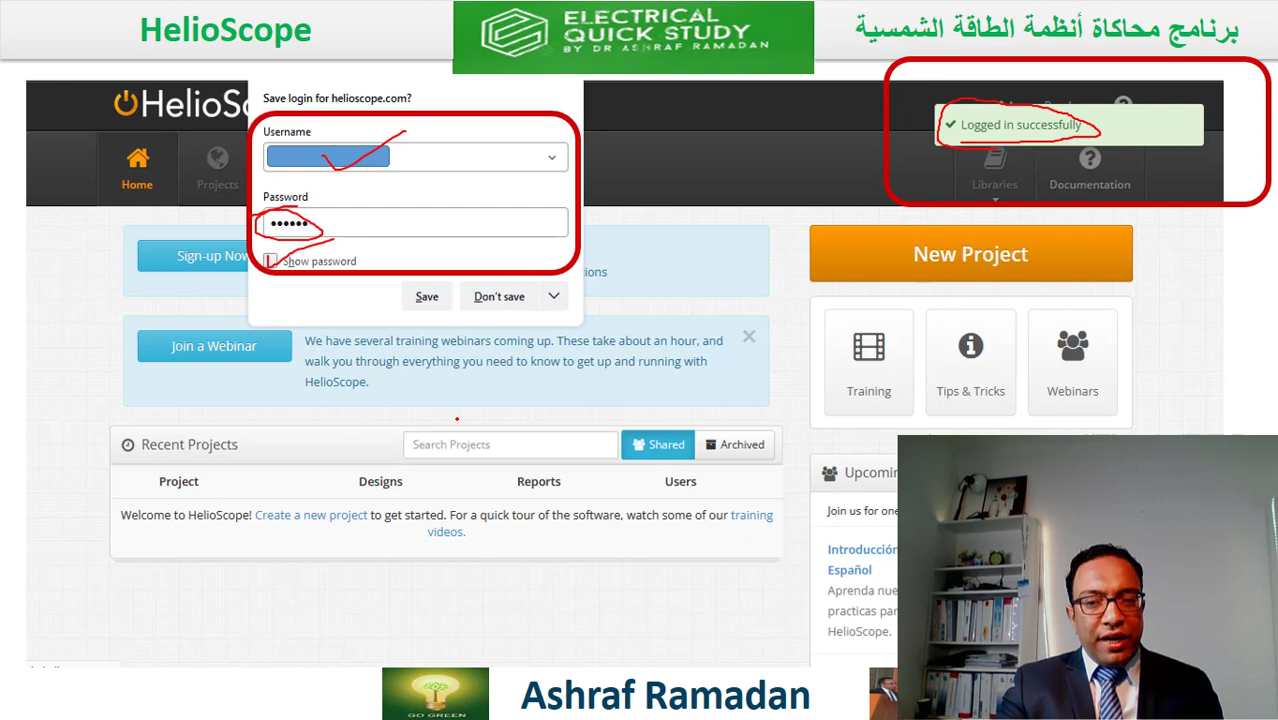 HelioScope
ELECTRICAL
QUICK STUDY
BY DR ASHRAF RAMADAN
برنامج محاكاة أنظمة الطاقة الشمسية
HelioSc
Save login for helioscope.com?
Username
Password
••••••
Show password
Save
Don't save
Logged in successfully
Home
Projects
Libraries
Documentation
Sign-up Now
ions
New Project
Join a Webinar
We have several training webinars coming up. These take about an hour, and
walk you through everything you need to know to get up and running with
HelioScope.
Training
Tips & Tricks
Webinars
Recent Projects
Search Projects
Shared
Archived
Project Designs Reports Users
Welcome to HelioScope! Create a new project to get started. For a quick tour of the software, watch some of our training
videos.
Upcomin
Join us for one
Introducción
Español
Aprenda nue
practicas par
HelioScope.
GO GREEN
Ashraf Ramadan